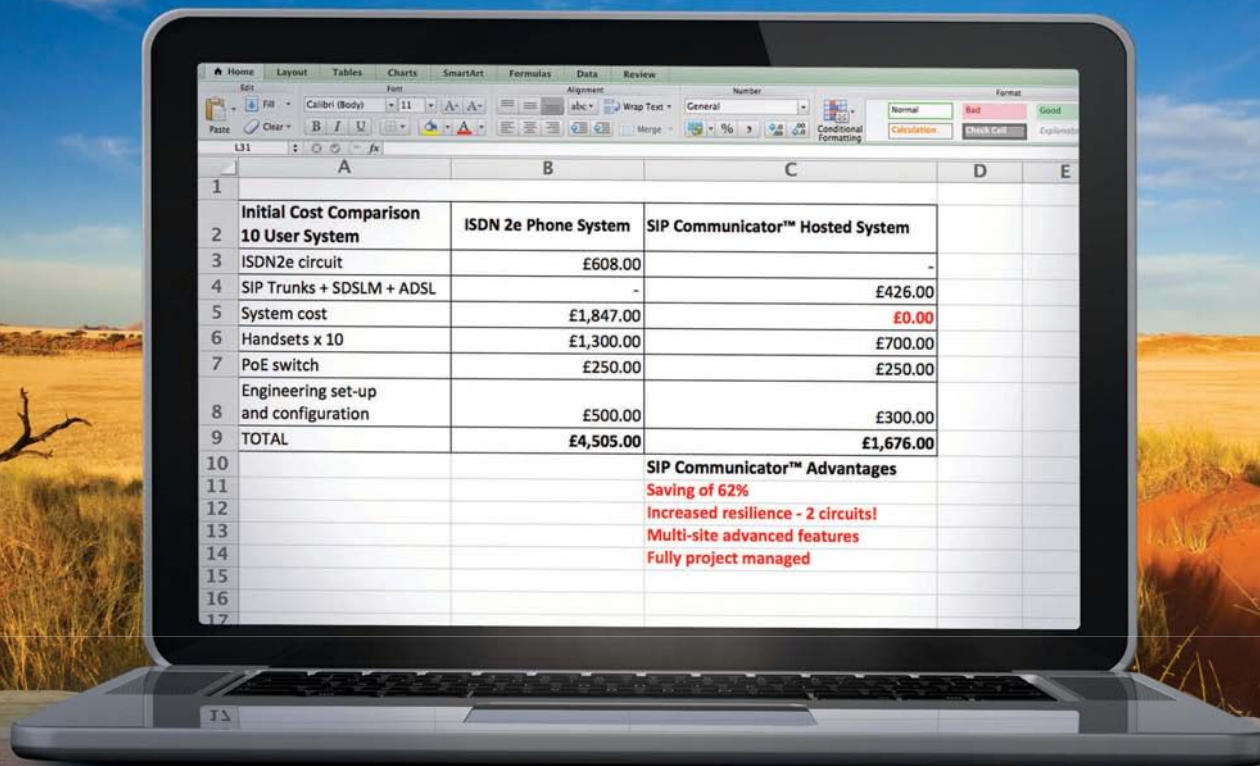 Home Layout Tables Charts SmartArt Formulas Data Review
Edit Font Alignment Number Format
Fill Calibri (Body) 11 A A abc Wrap Text General Normal Bad Good
Paste Clear B I U A Merge % Conditional Formatting Calculation Check Cell
L31 fx
A B C D E
1
2 Initial Cost Comparison
10 User System ISDN 2e Phone System SIP Communicator™ Hosted System
3 ISDN2e circuit £608.00 -
4 SIP Trunks + SDSLM + ADSL - £426.00
5 System cost £1,847.00 £0.00
6 Handsets x 10 £1,300.00 £700.00
7 PoE switch £250.00 £250.00
8 Engineering set-up
and configuration £500.00 £300.00
9 TOTAL £4,505.00 £1,676.00
10 SIP Communicator™ Advantages
11 Saving of 62%
12 Increased resilience - 2 circuits!
13 Multi-site advanced features
14 Fully project managed
15
16
17